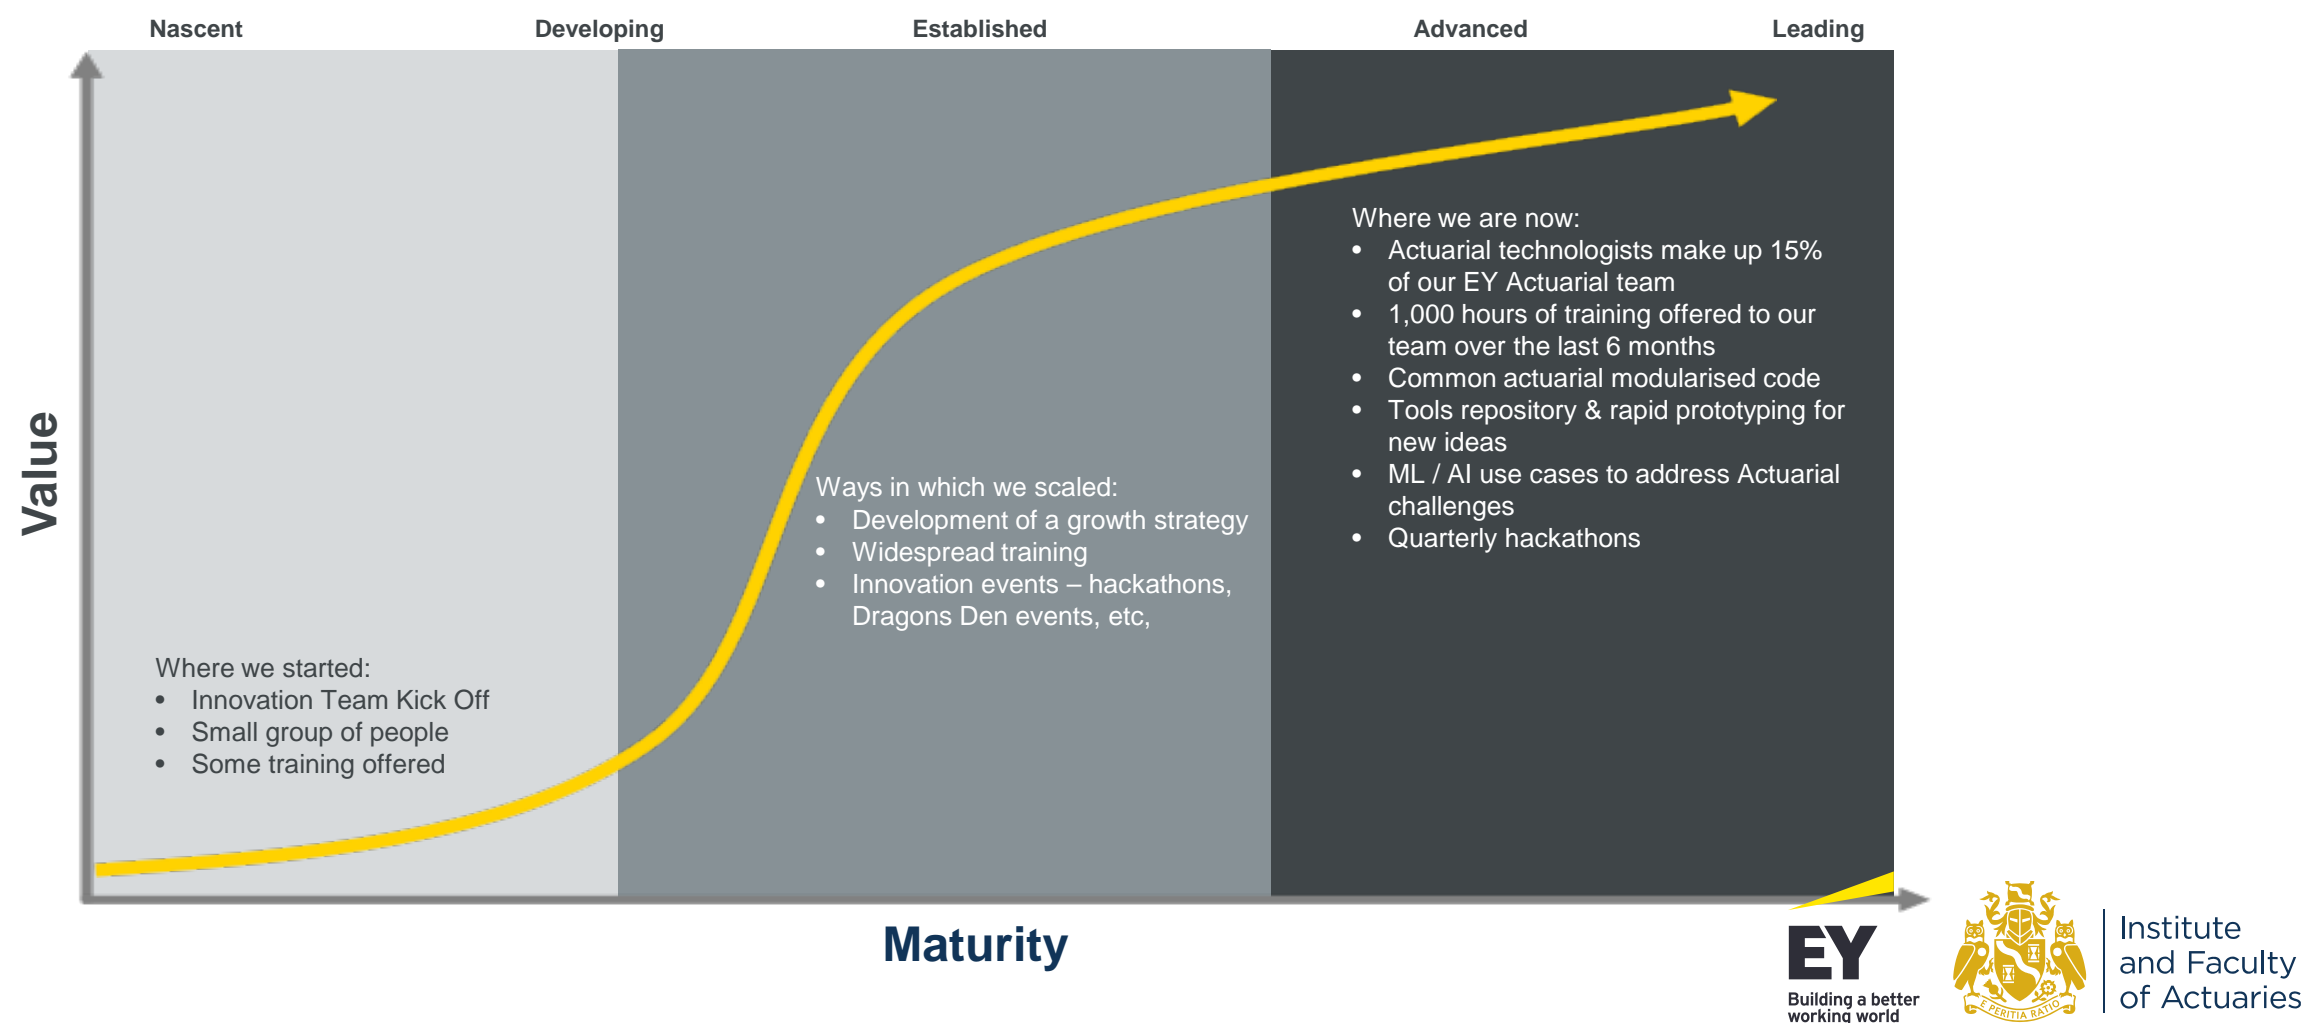 Nascent
Developing
Established
Advanced
Leading
Value
Where we started:
• Innovation Team Kick Off
• Small group of people
• Some training offered
Ways in which we scaled:
• Development of a growth strategy
• Widespread training
• Innovation events – hackathons,
Dragons Den events, etc,
Where we are now:
• Actuarial technologists make up 15%
of our EY Actuarial team
• 1,000 hours of training offered to our
team over the last 6 months
• Common actuarial modularised code
• Tools repository & rapid prototyping for
new ideas
• ML / AI use cases to address Actuarial
challenges
• Quarterly hackathons
Maturity
EY
Building a better
working world
E PERITIA RATIO
Institute
and Faculty
of Actuaries